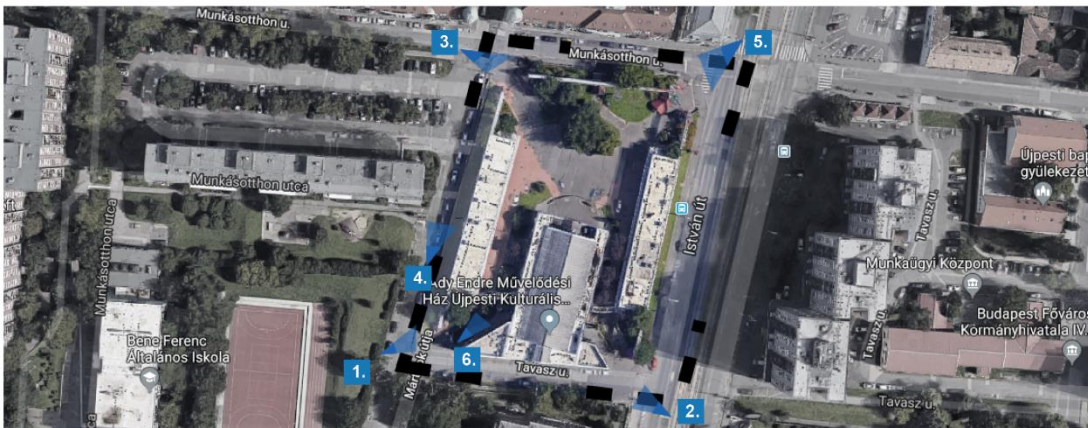 Munkásotthon u.
3.
5.
Munkásotthon u.
Újpesti bap
gyülekezet
Munkásotthon utca
ft
Munkásotthon utca
István út
Tavasz u.
4.
Ady Endre Művelődési
Ház Újpesti Kulturális...
Munkaügyi Központ
Budapest Főváros
Kormányhivatala IV.
Tavasz u.
Bene Ferenc
Általános Iskola
1.
6.
Tavasz u.
2.
Tavasz u.